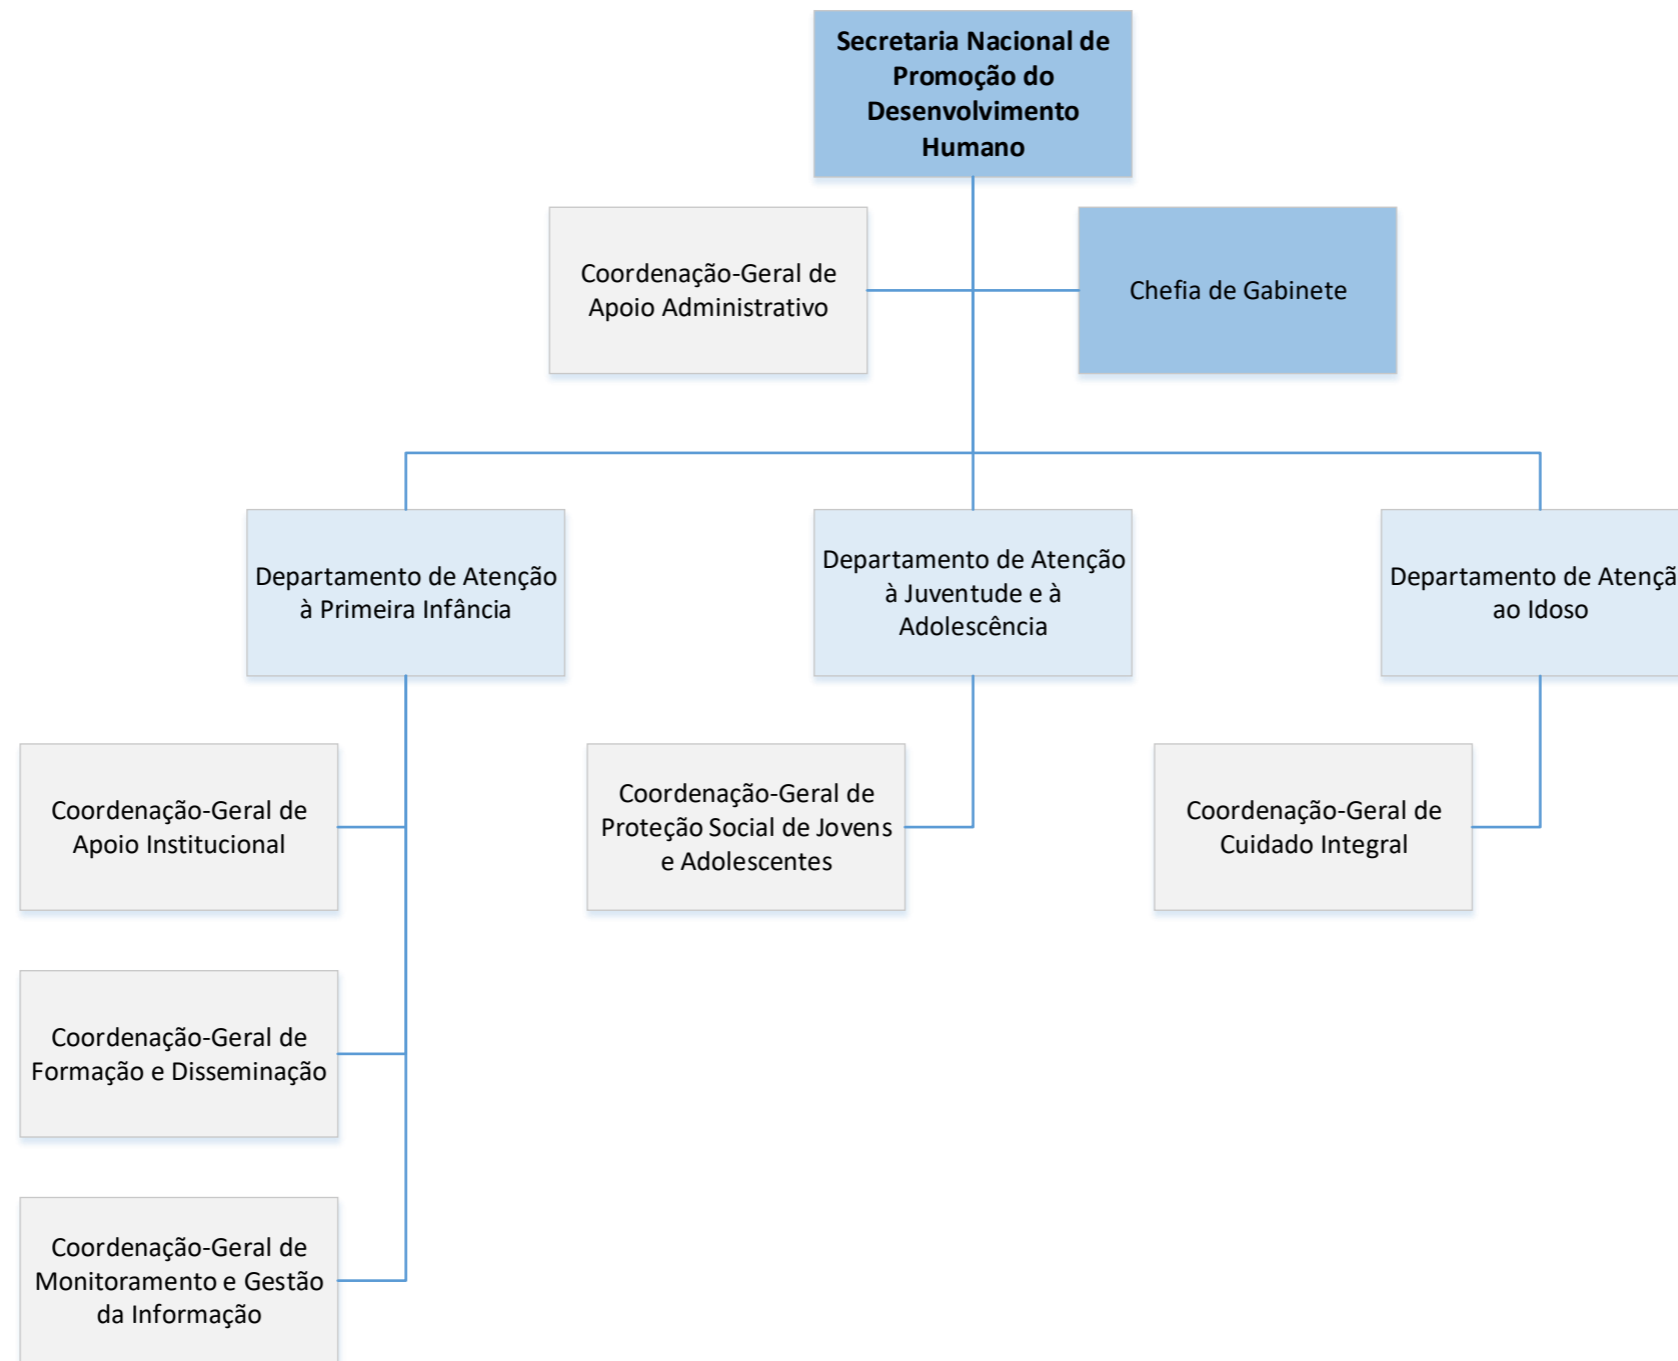 Secretaria Nacional de
Promoção do
Desenvolvimento
Humano
Coordenação-Geral de
Apoio Administrativo
Chefia de Gabinete
Departamento de Atenção
à Primeira Infância
Departamento de Atenção
à Juventude e à
Adolescência
Departamento de Atençã
ao Idoso
Coordenação-Geral de
Apoio Institucional
Coordenação-Geral de
Proteção Social de Jovens
e Adolescentes
Coordenação-Geral de
Cuidado Integral
Coordenação-Geral de
Formação e Disseminação
Coordenação-Geral de
Monitoramento e Gestão
da Informação